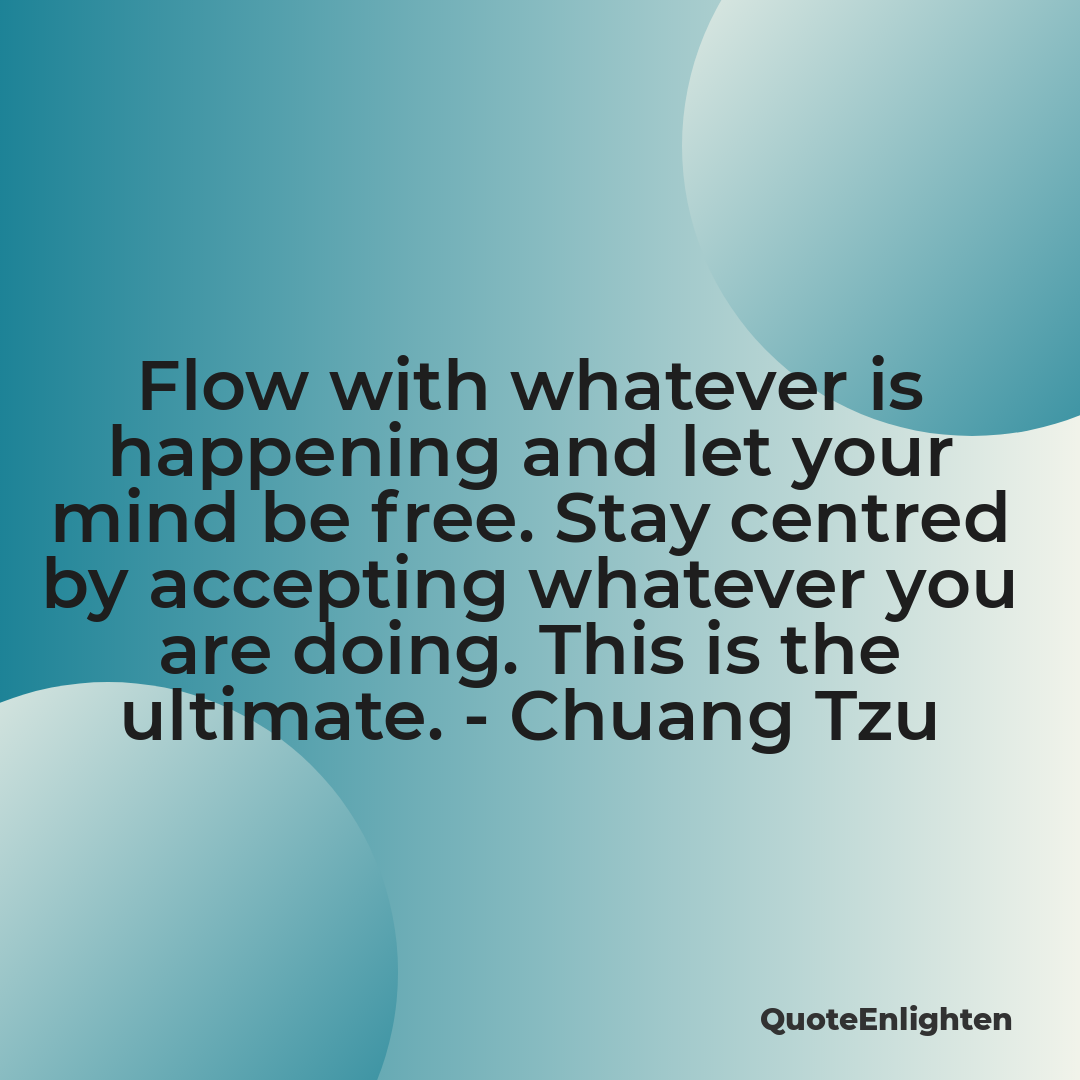 Flow with whatever is
happening and let your
mind be free. Stay centred
by accepting whatever you
are doing. This is the
ultimate. - Chuang Tzu
QuoteEnlighten